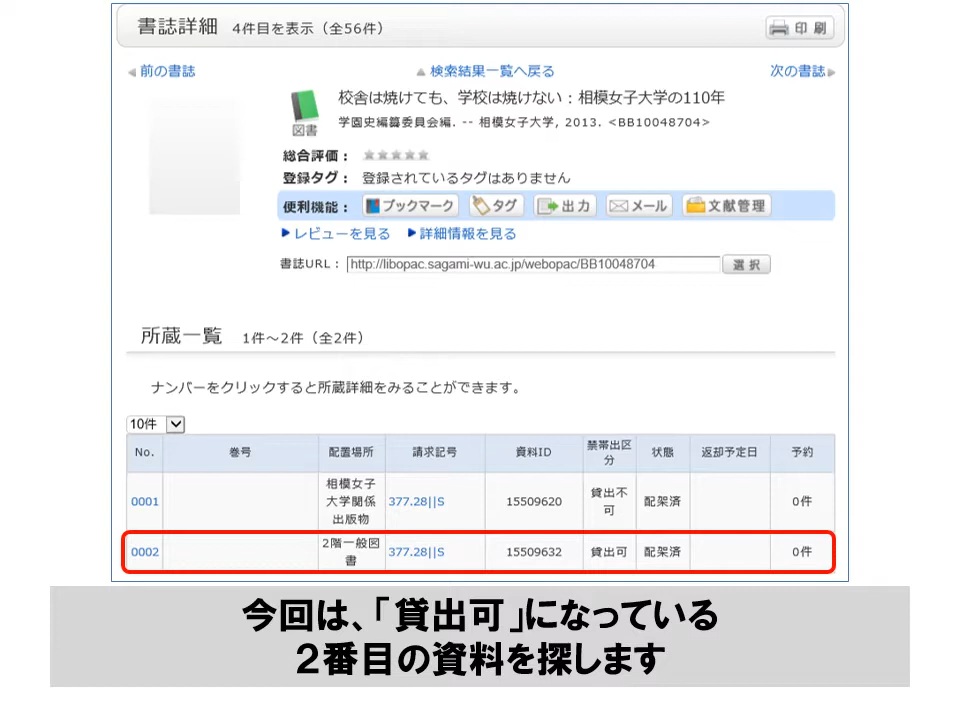 書誌詳細 4件目を表示（全56件）
印 刷
前の書誌 検索結果一覧へ戻る 次の書誌
校舎は焼けても、学校は焼けない : 相模女子大学の110年
図書
学園史編纂委員会編. -- 相模女子大学, 2013. <BB10048704>
総合評価： ★★★★★
登録タグ： 登録されているタグはありません
便利機能： ブックマーク タグ 出力 メール 文献管理
レビューを見る 詳細情報を見る
書誌URL： http://libopac.sagami-wu.ac.jp/webopac/BB10048704 選 択
所蔵一覧 1件～2件（全2件）
ナンバーをクリックすると所蔵詳細をみることができます。
10件
No. 巻号 配置場所 請求記号 資料ID 禁帯出区分 状態 返却予定日 予約
0001 相模女子大学関係出版物 377.28||S 15509620 貸出不可 配架済 0件
0002 2階一般図書 377.28||S 15509632 貸出可 配架済 0件
今回は、「貸出可」になっている
２番目の資料を探します